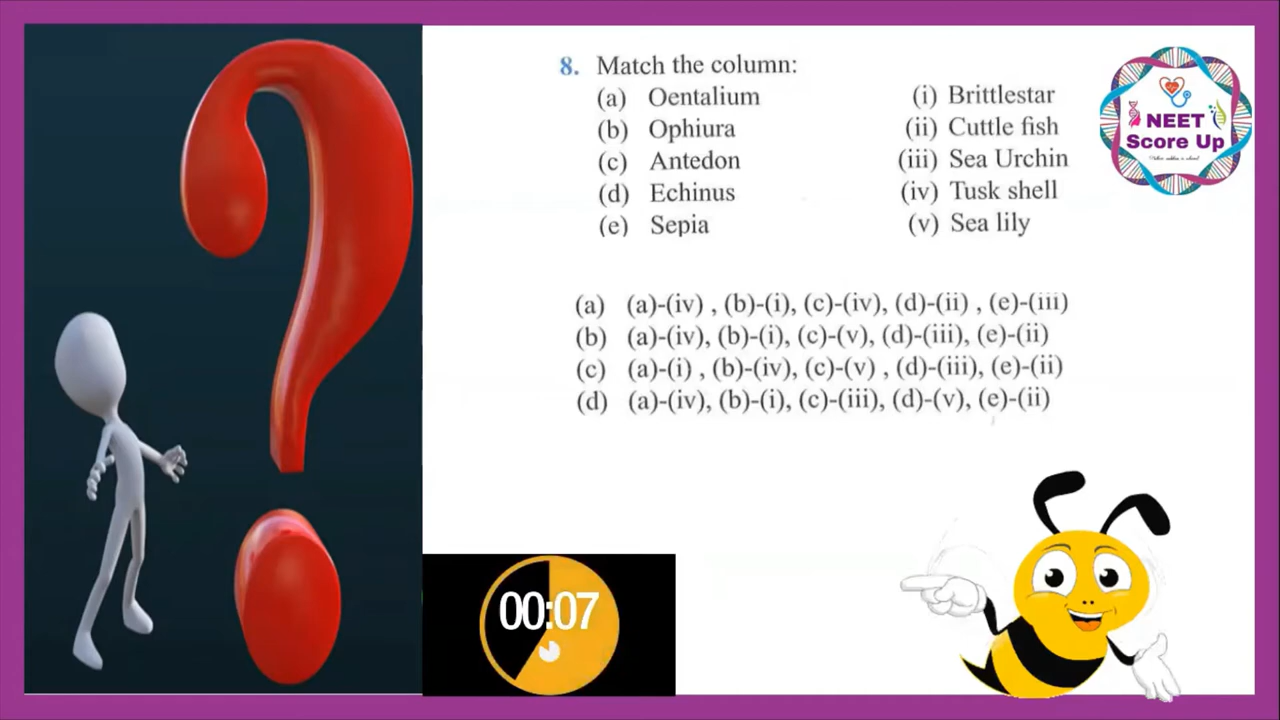 8. Match the column:
(a) Oentalium (i) Brittlestar
(b) Ophiura (ii) Cuttle fish
(c) Antedon (iii) Sea Urchin
(d) Echinus (iv) Tusk shell
(e) Sepia (v) Sea lily
(a) (a)-(iv) , (b)-(i), (c)-(iv), (d)-(ii) , (e)-(iii)
(b) (a)-(iv), (b)-(i), (c)-(v), (d)-(iii), (e)-(ii)
(c) (a)-(i) , (b)-(iv), (c)-(v) , (d)-(iii), (e)-(ii)
(d) (a)-(iv), (b)-(i), (c)-(iii), (d)-(v), (e)-(ii)
NEET
Score Up
00:07